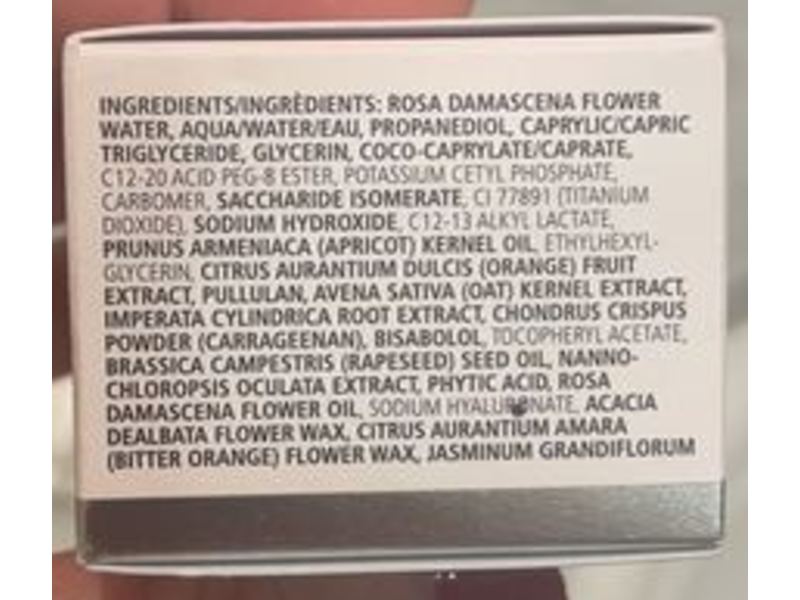 INGREDIENTS/INGRÉDIENTS: ROSA DAMASCENA FLOWER
WATER, AQUA/WATER/EAU, PROPANEDIOL, CAPRYLIC/CAPRIC
TRIGLYCERIDE, GLYCERIN, COCO-CAPRYLATE/CAPRATE,
C12-20 ACID PEG-8 ESTER, POTASSIUM CETYL PHOSPHATE,
CARBOMER, SACCHARIDE ISOMERATE, CI 77891 (TITANIUM
DIOXIDE), SODIUM HYDROXIDE, C12-13 ALKYL LACTATE,
PRUNUS ARMENIACA (APRICOT) KERNEL OIL, ETHYLHEXYL-
GLYCERIN, CITRUS AURANTIUM DULCIS (ORANGE) FRUIT
EXTRACT, PULLULAN, AVENA SATIVA (OAT) KERNEL EXTRACT,
IMPERATA CYLINDRICA ROOT EXTRACT, CHONDRUS CRISPUS
POWDER (CARRAGEENAN), BISABOLOL, TOCOPHERYL ACETATE,
BRASSICA CAMPESTRIS (RAPESEED) SEED OIL, NANNO-
CHLOROPSIS OCULATA EXTRACT, PHYTIC ACID, ROSA
DAMASCENA FLOWER OIL, SODIUM HYALURONATE, ACACIA
DEALBATA FLOWER WAX, CITRUS AURANTIUM AMARA
(BITTER ORANGE) FLOWER WAX, JASMINUM GRANDIFLORUM